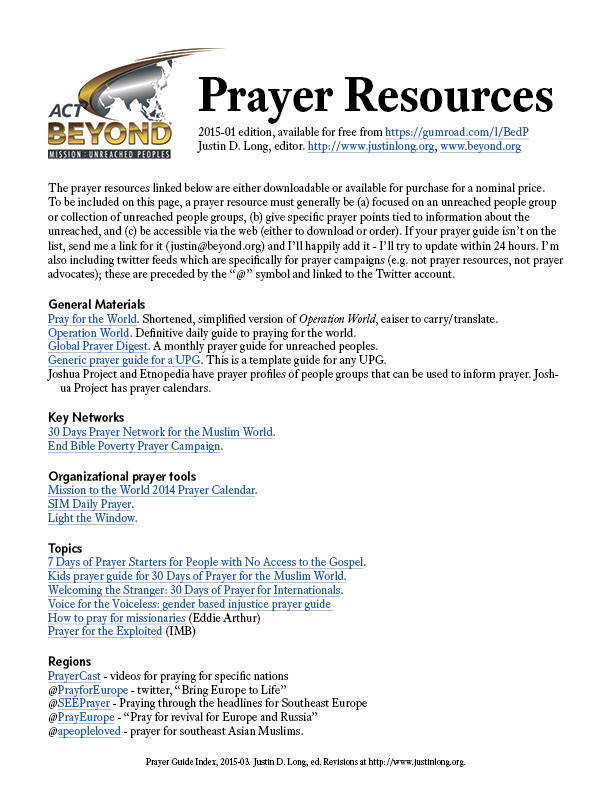 ACT
BEYOND
MISSION : UNREACHED PEOPLES
Prayer Resources
2015-01 edition, available for free from https://gumroad.com/l/BedP
Justin D. Long, editor. http://www.justinlong.org, www.beyond.org
The prayer resources linked below are either downloadable or available for purchase for a nominal price.
To be included on this page, a prayer resource must generally be (a) focused on an unreached people group
or collection of unreached people groups, (b) give specific prayer points tied to information about the
unreached, and (c) be accessible via the web (either to download or order). If your prayer guide isn't on the
list, send me a link for it (justin@beyond.org) and I'll happily add it - I'll try to update within 24 hours. I'm
also including twitter feeds which are specifically for prayer campaigns (e.g. not prayer resources, not prayer
advocates); these are preceded by the “@” symbol and linked to the Twitter account.
General Materials
Pray for the World. Shortened, simplified version of Operation World, eaiser to carry/translate.
Operation World. Definitive daily guide to praying for the world.
Global Prayer Digest. A monthly prayer guide for unreached peoples.
Generic prayer guide for a UPG. This is a template guide for any UPG.
Joshua Project and Etnopedia have prayer profiles of people groups that can be used to inform prayer. Josh-
ua Project has prayer calendars.
Key Networks
30 Days Prayer Network for the Muslim World.
End Bible Poverty Prayer Campaign.
Organizational prayer tools
Mission to the World 2014 Prayer Calendar.
SIM Daily Prayer.
Light the Window.
Topics
7 Days of Prayer Starters for People with No Access to the Gospel.
Kids prayer guide for 30 Days of Prayer for the Muslim World.
Welcoming the Stranger: 30 Days of Prayer for Internationals.
Voice for the Voiceless: gender based injustice prayer guide
How to pray for missionaries (Eddie Arthur)
Prayer for the Exploited (IMB)
Regions
PrayerCast - videos for praying for specific nations
@PrayforEurope - twitter, “Bring Europe to Life”
@SEEPrayer - Praying through the headlines for Southeast Europe
@PrayEurope - “Pray for revival for Europe and Russia”
@apeopleloved - prayer for southeast Asian Muslims.
Prayer Guide Index, 2015-03. Justin D. Long, ed. Revisions at http://www.justinlong.org.